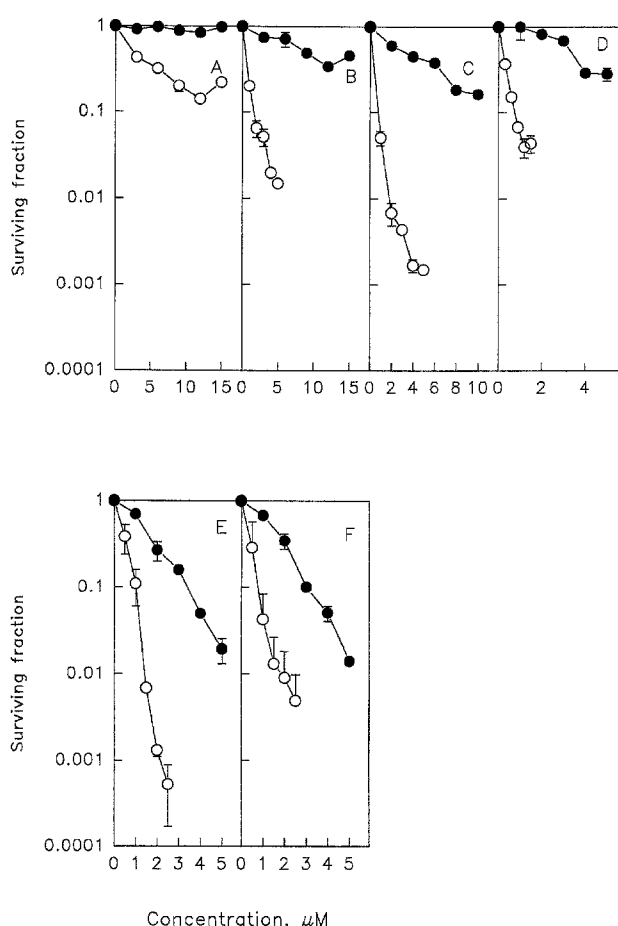 Surviving fraction
1
0.1
0.01
0.001
0.0001
A
B
C
D
0 5 10 15 0 5 10 15 0 2 4 6 8 10 0 2 4
Surviving fraction
1
0.1
0.01
0.001
0.0001
E
F
0 1 2 3 4 5 0 1 2 3 4 5
Concentration, μM